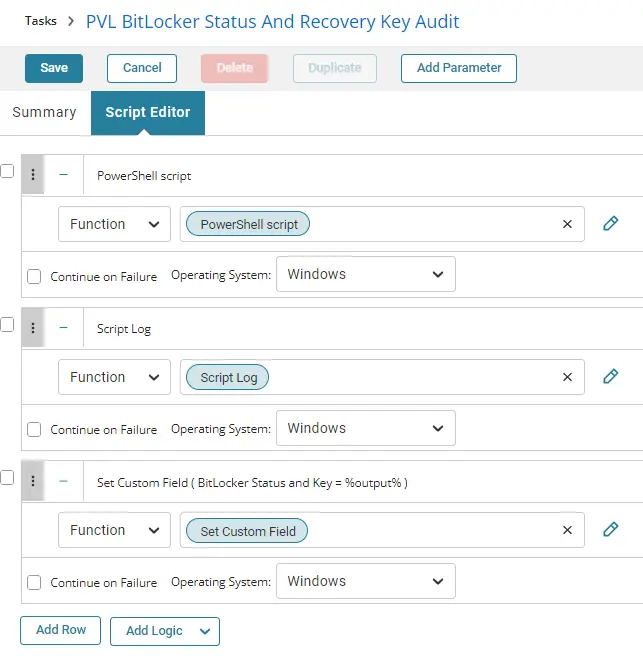 Tasks > PVL BitLocker Status And Recovery Key Audit
Save Cancel Delete Duplicate Add Parameter
Summary Script Editor
PowerShell script
Function PowerShell script
Continue on Failure Operating System: Windows
Script Log
Function Script Log
Continue on Failure Operating System: Windows
Set Custom Field ( BitLocker Status and Key = %output% )
Function Set Custom Field
Continue on Failure Operating System: Windows
Add Row Add Logic